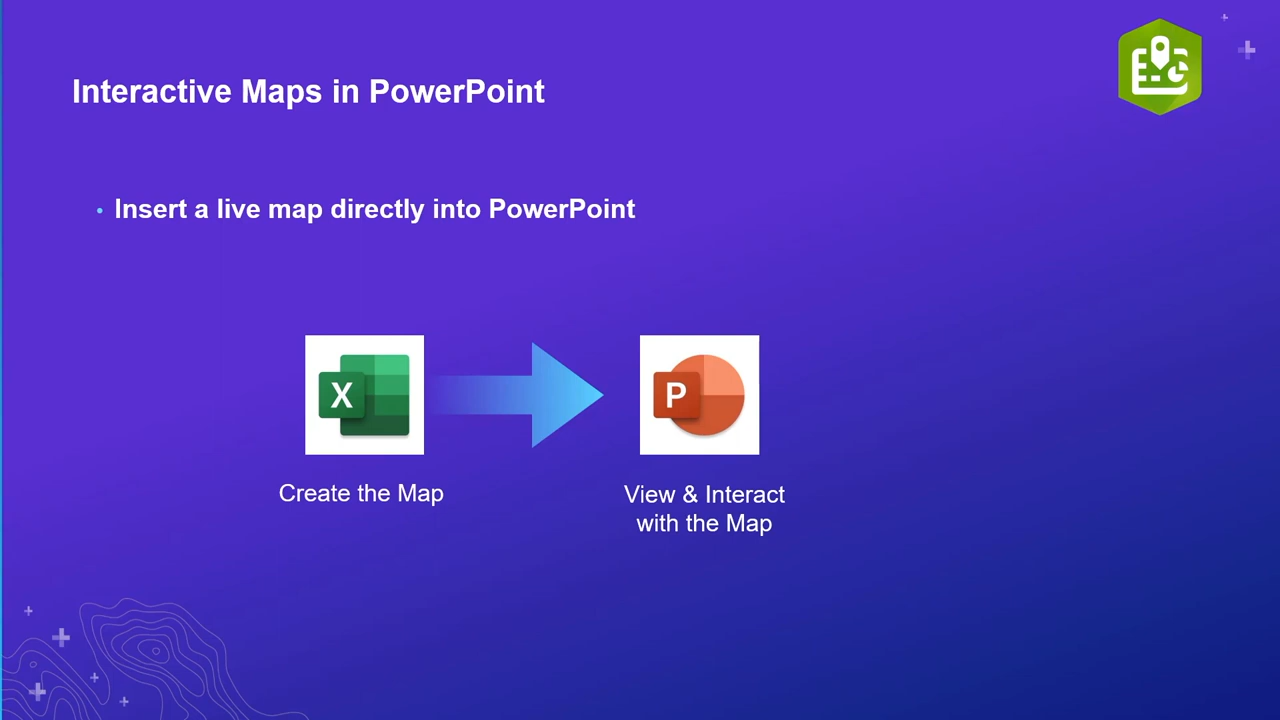 Interactive Maps in PowerPoint
• Insert a live map directly into PowerPoint
X
P
Create the Map
View & Interact
with the Map